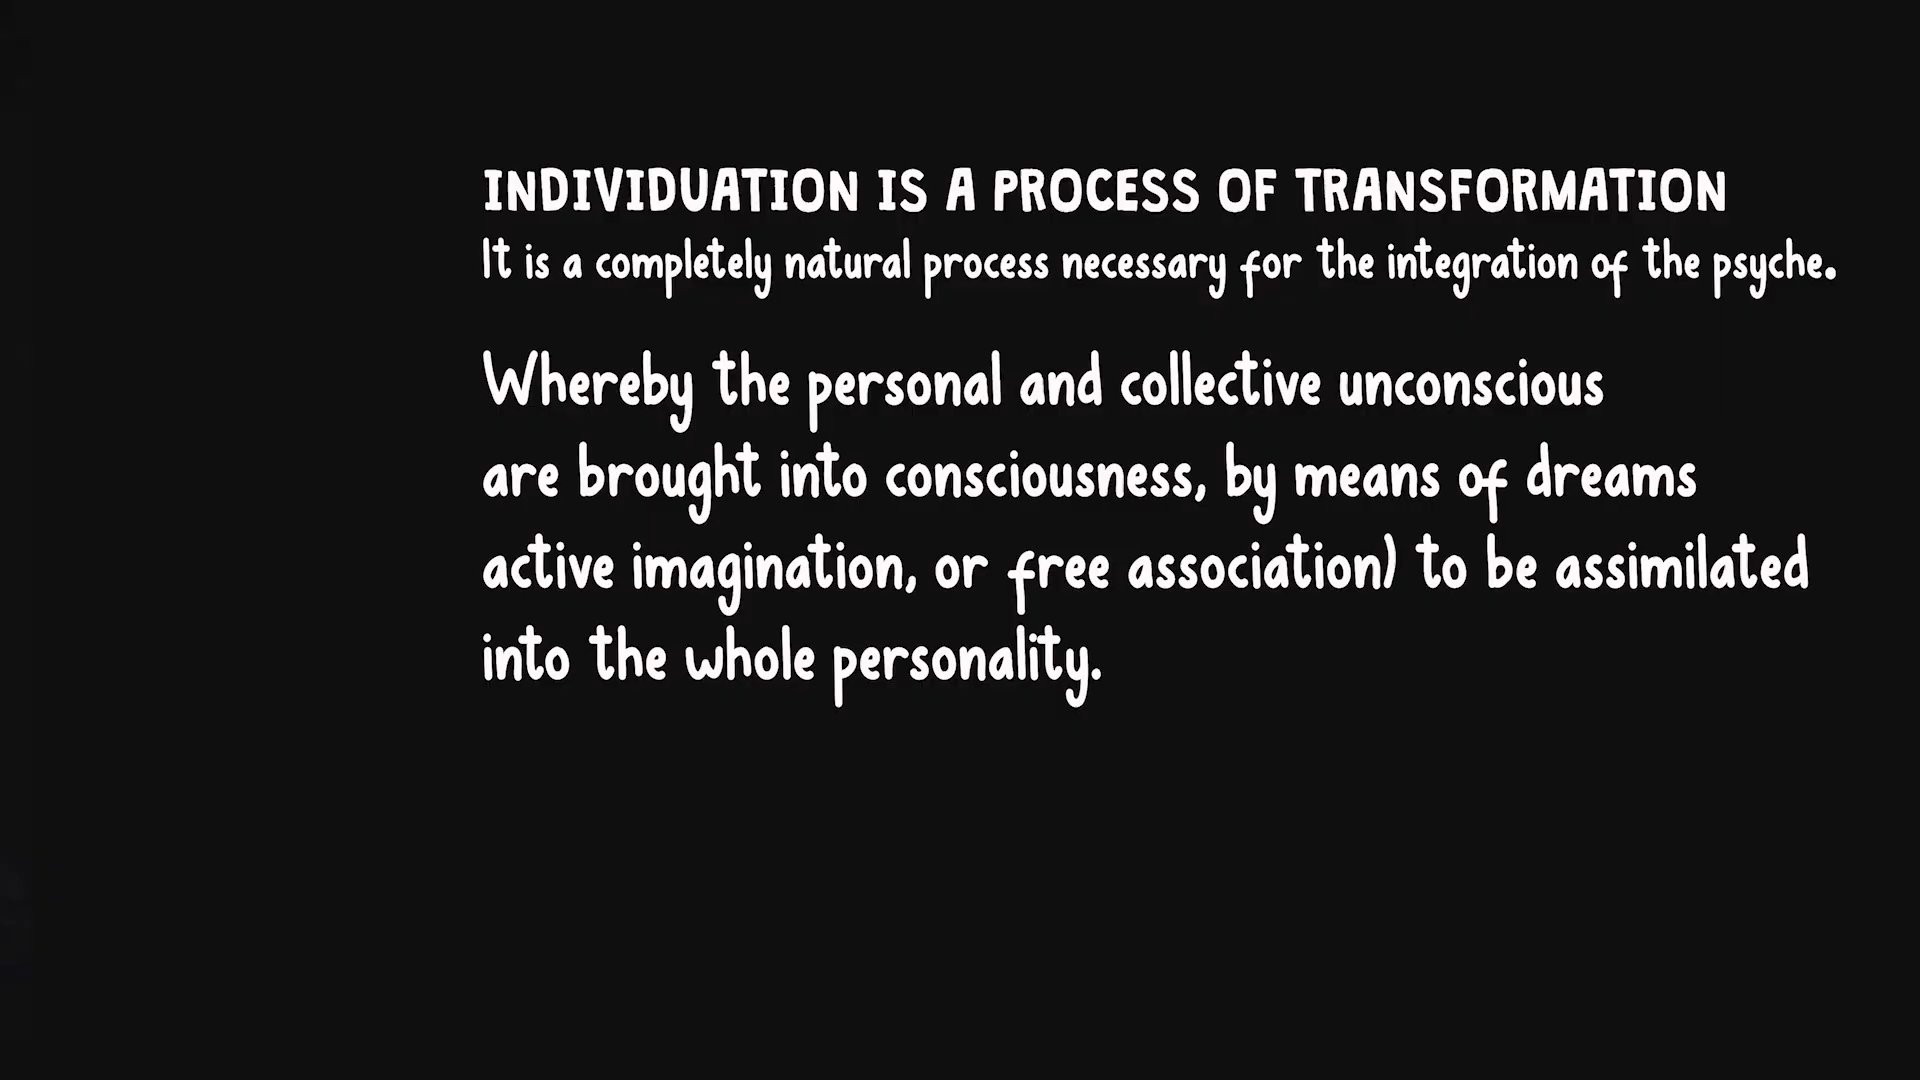 INDIVIDUATION IS A PROCESS OF TRANSFORMATION
It is a completely natural process necessary for the integration of the psyche.
Whereby the personal and collective unconscious
are brought into consciousness, by means of dreams
active imagination, or free association) to be assimilated
into the whole personality.